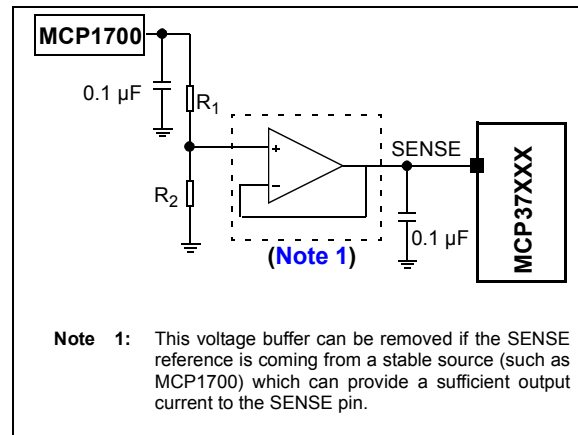 MCP1700
0.1 µF
R1
R2
+
–
SENSE
0.1 µF
MCP37XXX
(Note 1)
Note 1: This voltage buffer can be removed if the SENSE
reference is coming from a stable source (such as
MCP1700) which can provide a sufficient output
current to the SENSE pin.